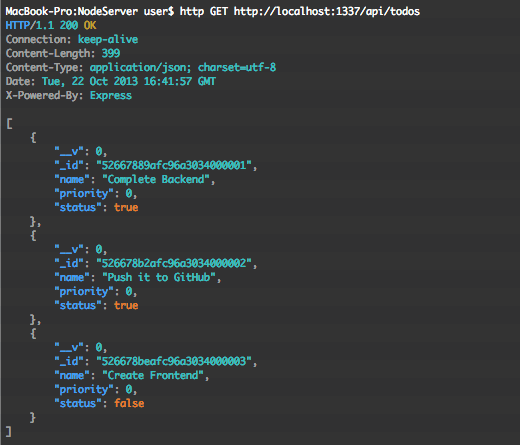 MacBook-Pro:NodeServer user$ http GET http://localhost:1337/api/todos
HTTP/1.1 200 OK
Connection: keep-alive
Content-Length: 399
Content-Type: application/json; charset=utf-8
Date: Tue, 22 Oct 2013 16:41:57 GMT
X-Powered-By: Express
[
{
"__v": 0,
"_id": "52667889afc96a3034000001",
"name": "Complete Backend",
"priority": 0,
"status": true
},
{
"__v": 0,
"_id": "526678b2afc96a3034000002",
"name": "Push it to GitHub",
"priority": 0,
"status": true
},
{
"__v": 0,
"_id": "526678beafc96a3034000003",
"name": "Create Frontend",
"priority": 0,
"status": false
}
]